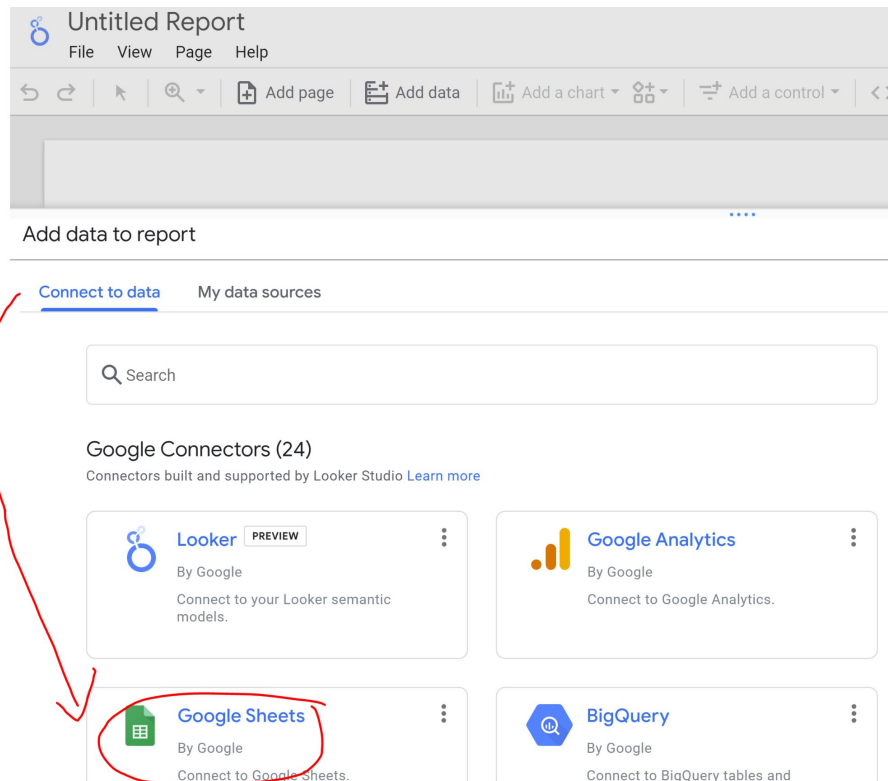 Untitled Report
File View Page Help
Add page Add data Add a chart Add a control
Add data to report
Connect to data My data sources
Search
Google Connectors (24)
Connectors built and supported by Looker Studio Learn more
Looker PREVIEW
By Google
Connect to your Looker semantic
models.
Google Analytics
By Google
Connect to Google Analytics.
Google Sheets
By Google
Connect to Google Sheets.
BigQuery
By Google
Connect to BigQuery tables and